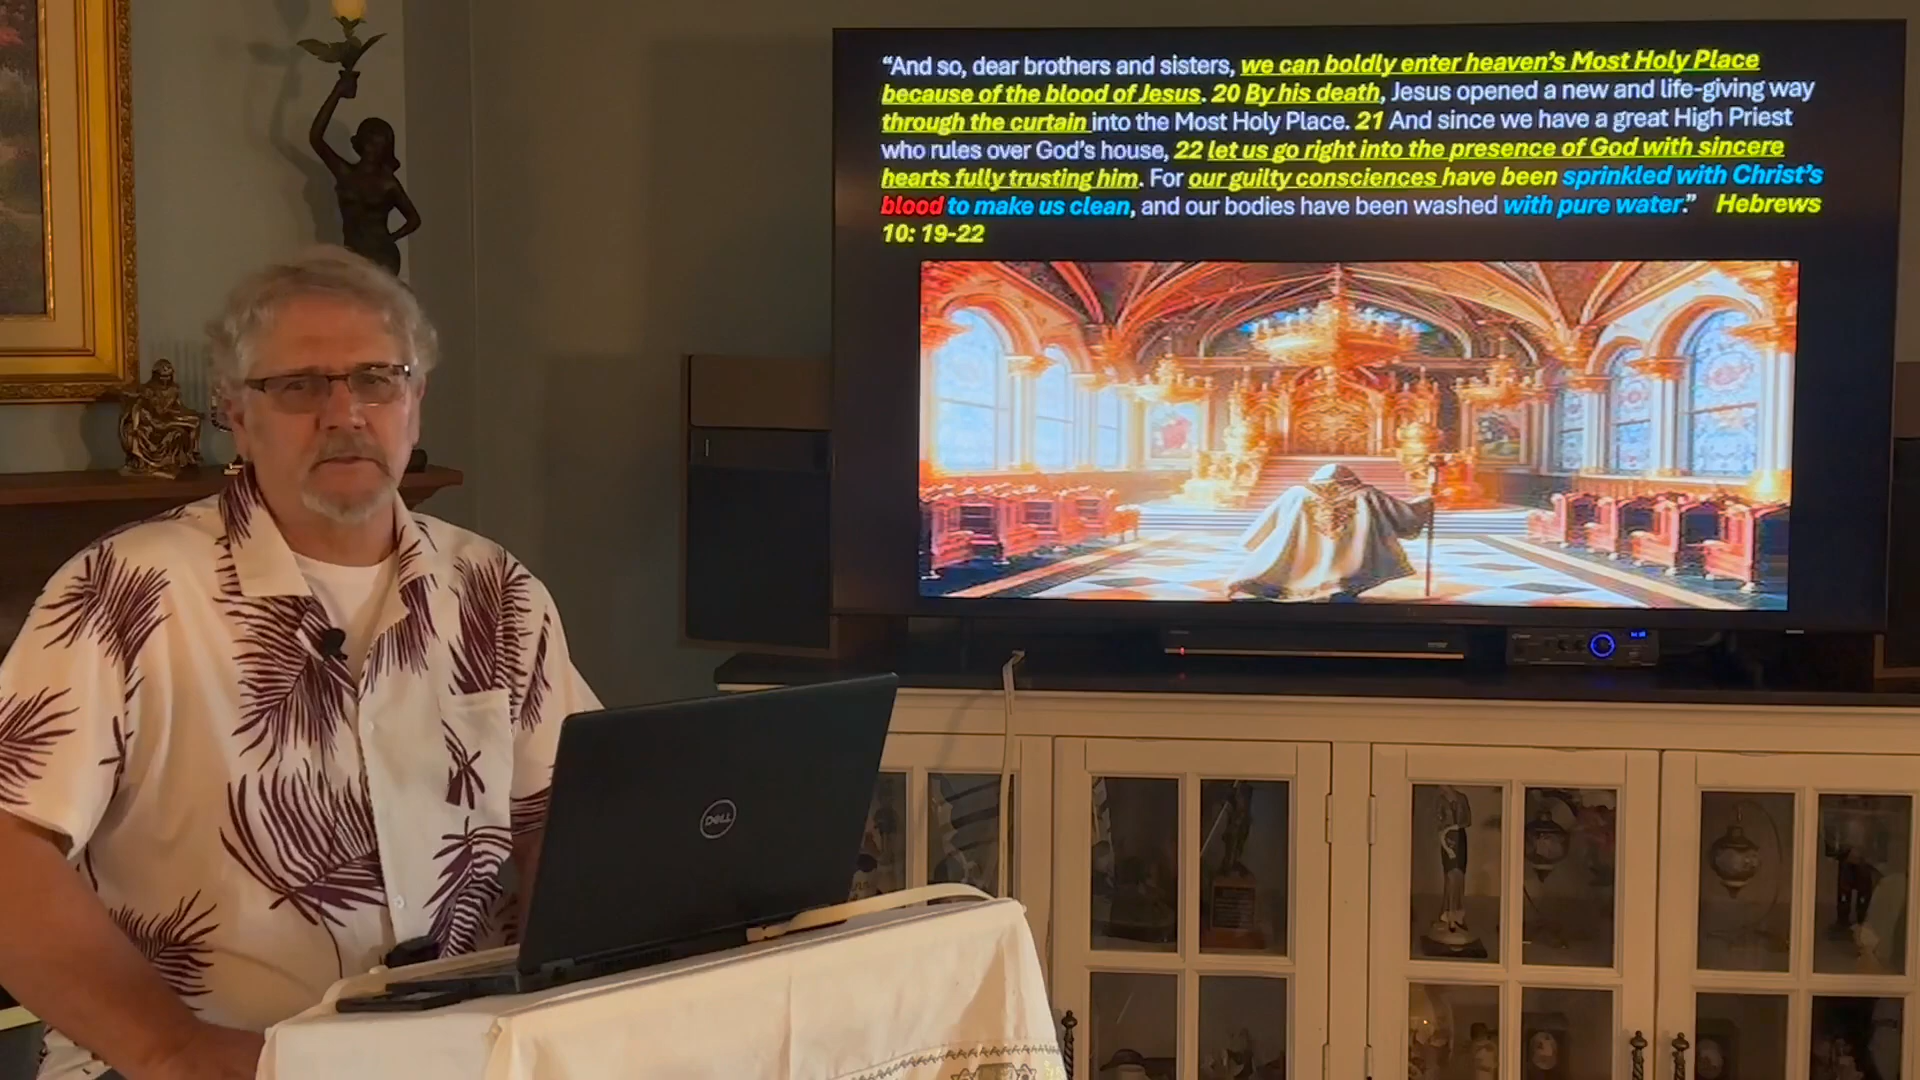 “And so, dear brothers and sisters, we can boldly enter heaven’s Most Holy Place
because of the blood of Jesus. 20 By his death, Jesus opened a new and life-giving way
through the curtain into the Most Holy Place. 21 And since we have a great High Priest
who rules over God’s house, 22 let us go right into the presence of God with sincere
hearts fully trusting him. For our guilty consciences have been sprinkled with Christ’s
blood to make us clean, and our bodies have been washed with pure water.” Hebrews
10: 19-22
DELL